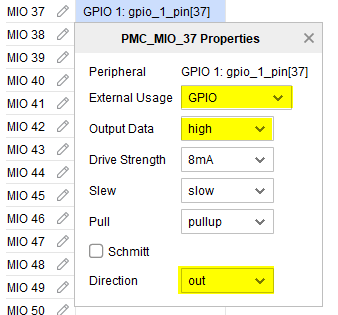 MIO 37 GPIO 1: gpio_1_pin[37]
MIO 38
PMC_MIO_37 Properties
MIO 39
MIO 40
Peripheral GPIO 1: gpio_1_pin[37]
MIO 41
External Usage GPIO
MIO 42
Output Data high
MIO 43
MIO 44
Drive Strength 8mA
MIO 45
Slew slow
MIO 46
Pull pullup
MIO 47
Schmitt
MIO 48
MIO 49
Direction out
MIO 50